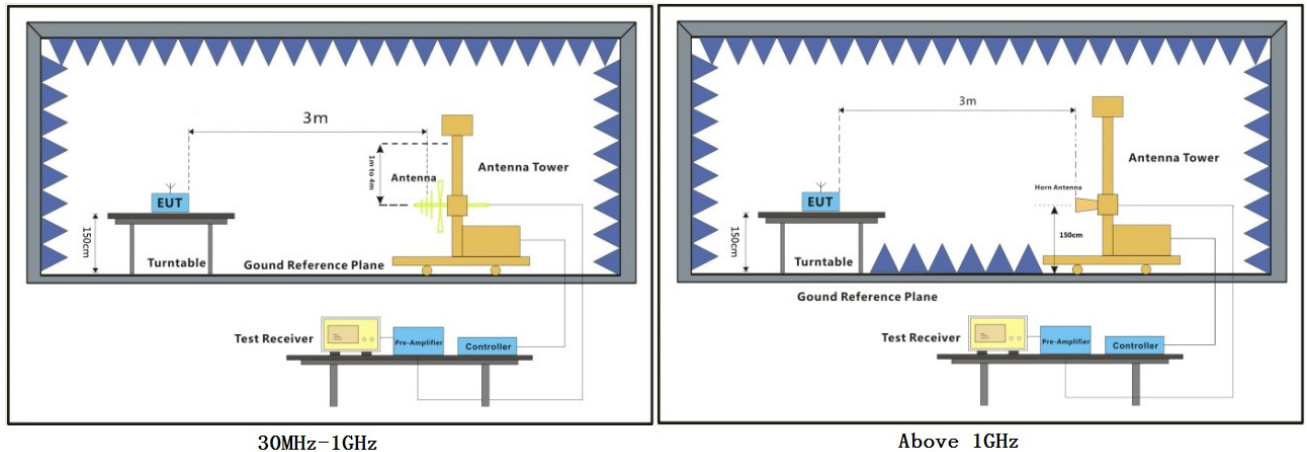 3m
1m to 4m
Antenna
Antenna Tower
EUT
150cm
Turntable
Gound Reference Plane
Test Receiver
Pre-Amplifier
Controller
30MHz-1GHz
3m
Antenna Tower
Horn Antenna
EUT
150cm
150cm
Turntable
Gound Reference Plane
Test Receiver
Pre-Amplifier
Controller
Above 1GHz